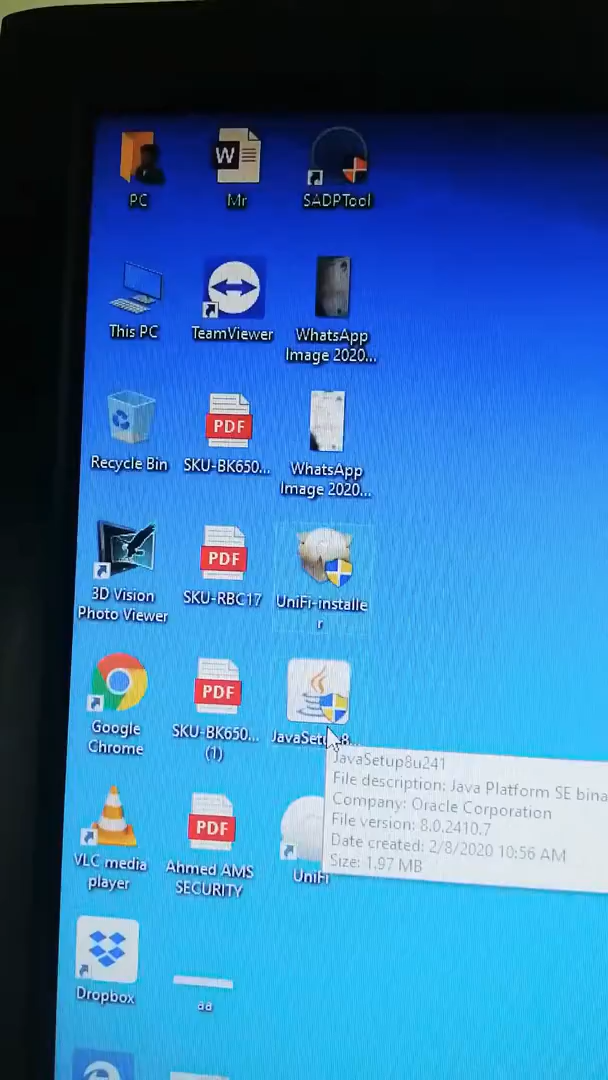 PC
W
Mr
SADPTool
This PC
TeamViewer
WhatsApp
Image 2020...
Recycle Bin
PDF
SKU-BK650...
WhatsApp
Image 2020...
3D Vision
Photo Viewer
PDF
SKU-RBC17
UniFi-installe
r
Google
Chrome
PDF
SKU-BK650...
(1)
JavaSetup8...
JavaSetup8u241
File description: Java Platform SE bina
Company: Oracle Corporation
File version: 8.0.2410.7
Date created: 2/8/2020 10:56 AM
Size: 1.97 MB
VLC media
player
PDF
Ahmed AMS
SECURITY
UniFi
Dropbox
aa